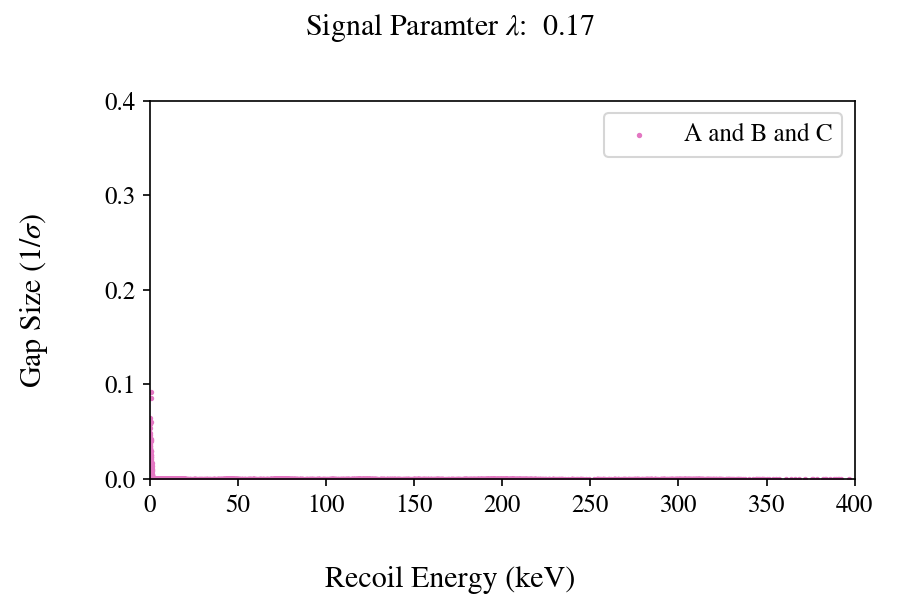 Signal Paramter λ:  0.17
0.4
A and B and C
0.3
Gap Size (1/σ)
0.2
0.1
0.0
0 50 100 150 200 250 300 350 400
Recoil Energy (keV)